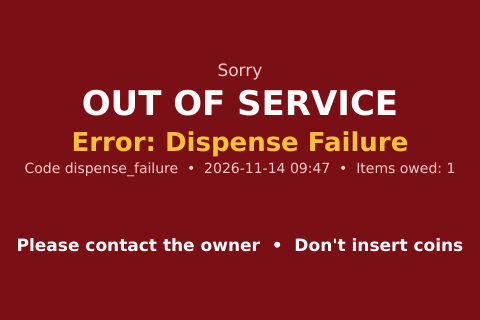 Sorry
OUT OF SERVICE
Error: Dispense Failure
Code dispense_failure • 2026-11-14 09:47 • Items owed: 1
Please contact the owner • Don't insert coins